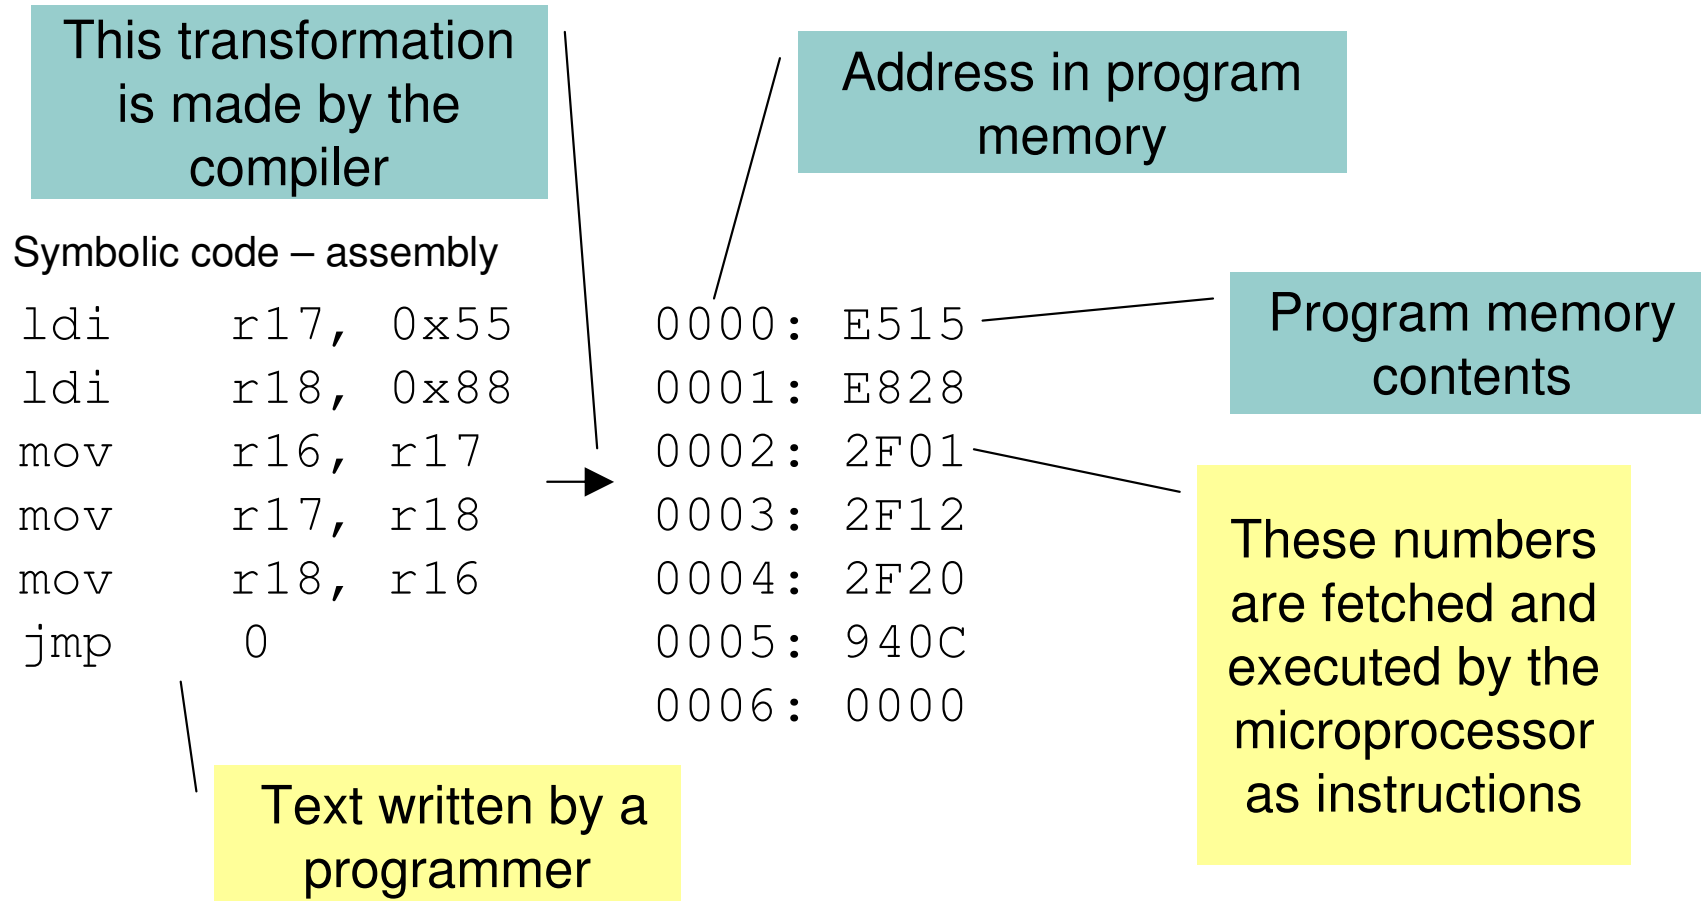 This transformation
is made by the
compiler
Address in program
memory
Symbolic code – assembly
ldi r17, 0x55
ldi r18, 0x88
mov r16, r17
mov r17, r18
mov r18, r16
jmp 0
0000: E515
0001: E828
0002: 2F01
0003: 2F12
0004: 2F20
0005: 940C
0006: 0000
Program memory
contents
These numbers
are fetched and
executed by the
microprocessor
as instructions
Text written by a
programmer